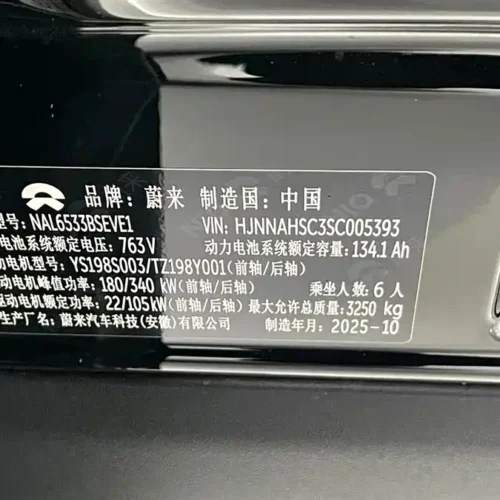 品牌：蔚来 制造国：中国
型号：NAL6533BSEVE1 VIN: HJNNAHSC3SC005393
电池系统额定电压：763V 动力电池系统额定容量：134.1 Ah
动电机型号：YS198S003/TZ198Y001（前轴/后轴）
动电机峰值功率：180/340 kW（前轴/后轴） 乘坐人数：6 人
驱动电机额定功率：22/105kW（前轴/后轴）最大允许总质量：3250 kg
生产厂名：蔚来汽车科技（安徽）有限公司 制造年月：2025-10